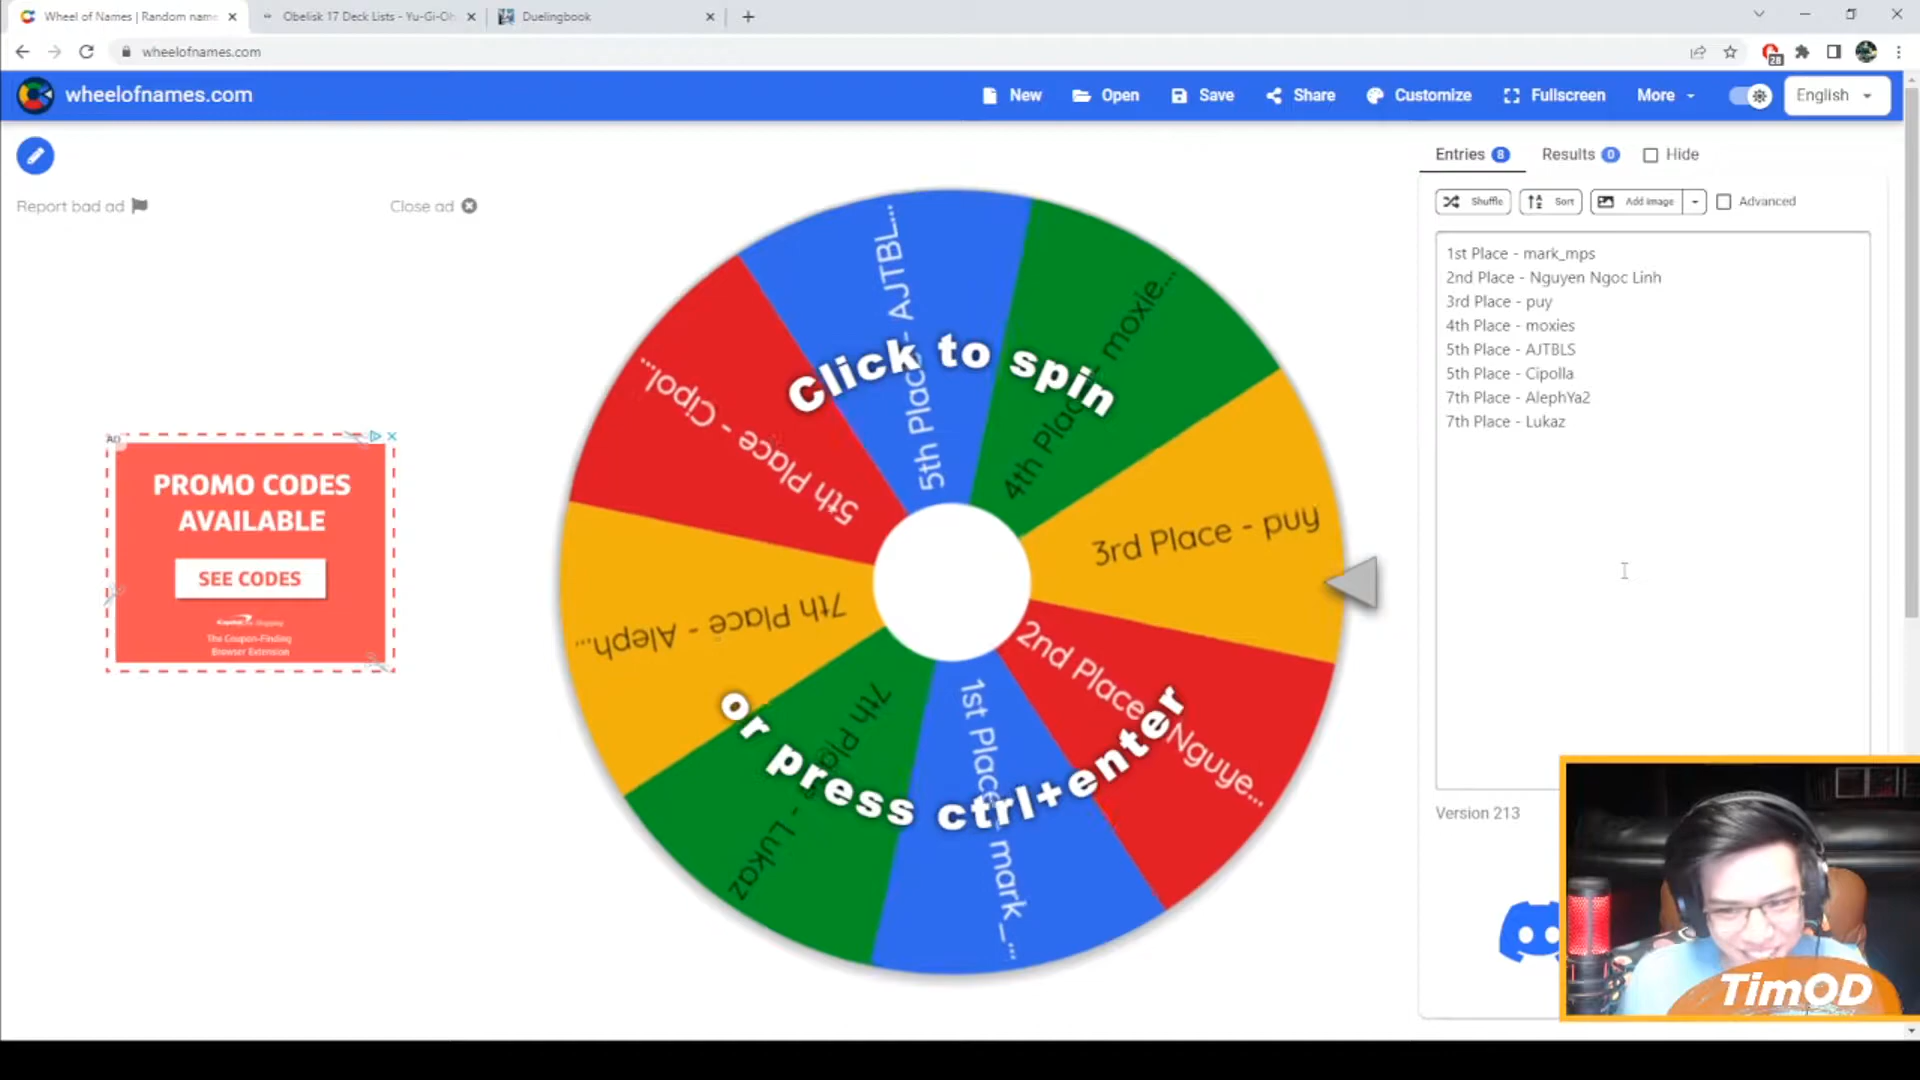 Wheel of Names | Random name
Obelisk 17 Deck Lists - Yu-Gi-Oh
Duelingbook
wheelofnames.com
28
wheelofnames.com
New
Open
Save
Share
Customize
Fullscreen
More
English
Report bad ad
Close ad
Entries 8
Results 0
Hide
Shuffle
Sort
Add image
Advanced
1st Place - mark_mps
2nd Place - Nguyen Ngoc Linh
3rd Place - puy
4th Place - moxies
5th Place - AJTBLS
5th Place - Cipolla
7th Place - AlephYa2
7th Place - Lukaz
Click to spin
or press ctrl+enter
5th Place - AJTBL...
4th Place - moxie...
3rd Place - puy
2nd Place - Nguye...
1st Place - mark_...
7th Place - Lukaz
7th Place - Aleph...
5th Place - Cipol...
AD
PROMO CODES
AVAILABLE
SEE CODES
The Coupon-Finding
Browser Extension
Version 213
TimOD